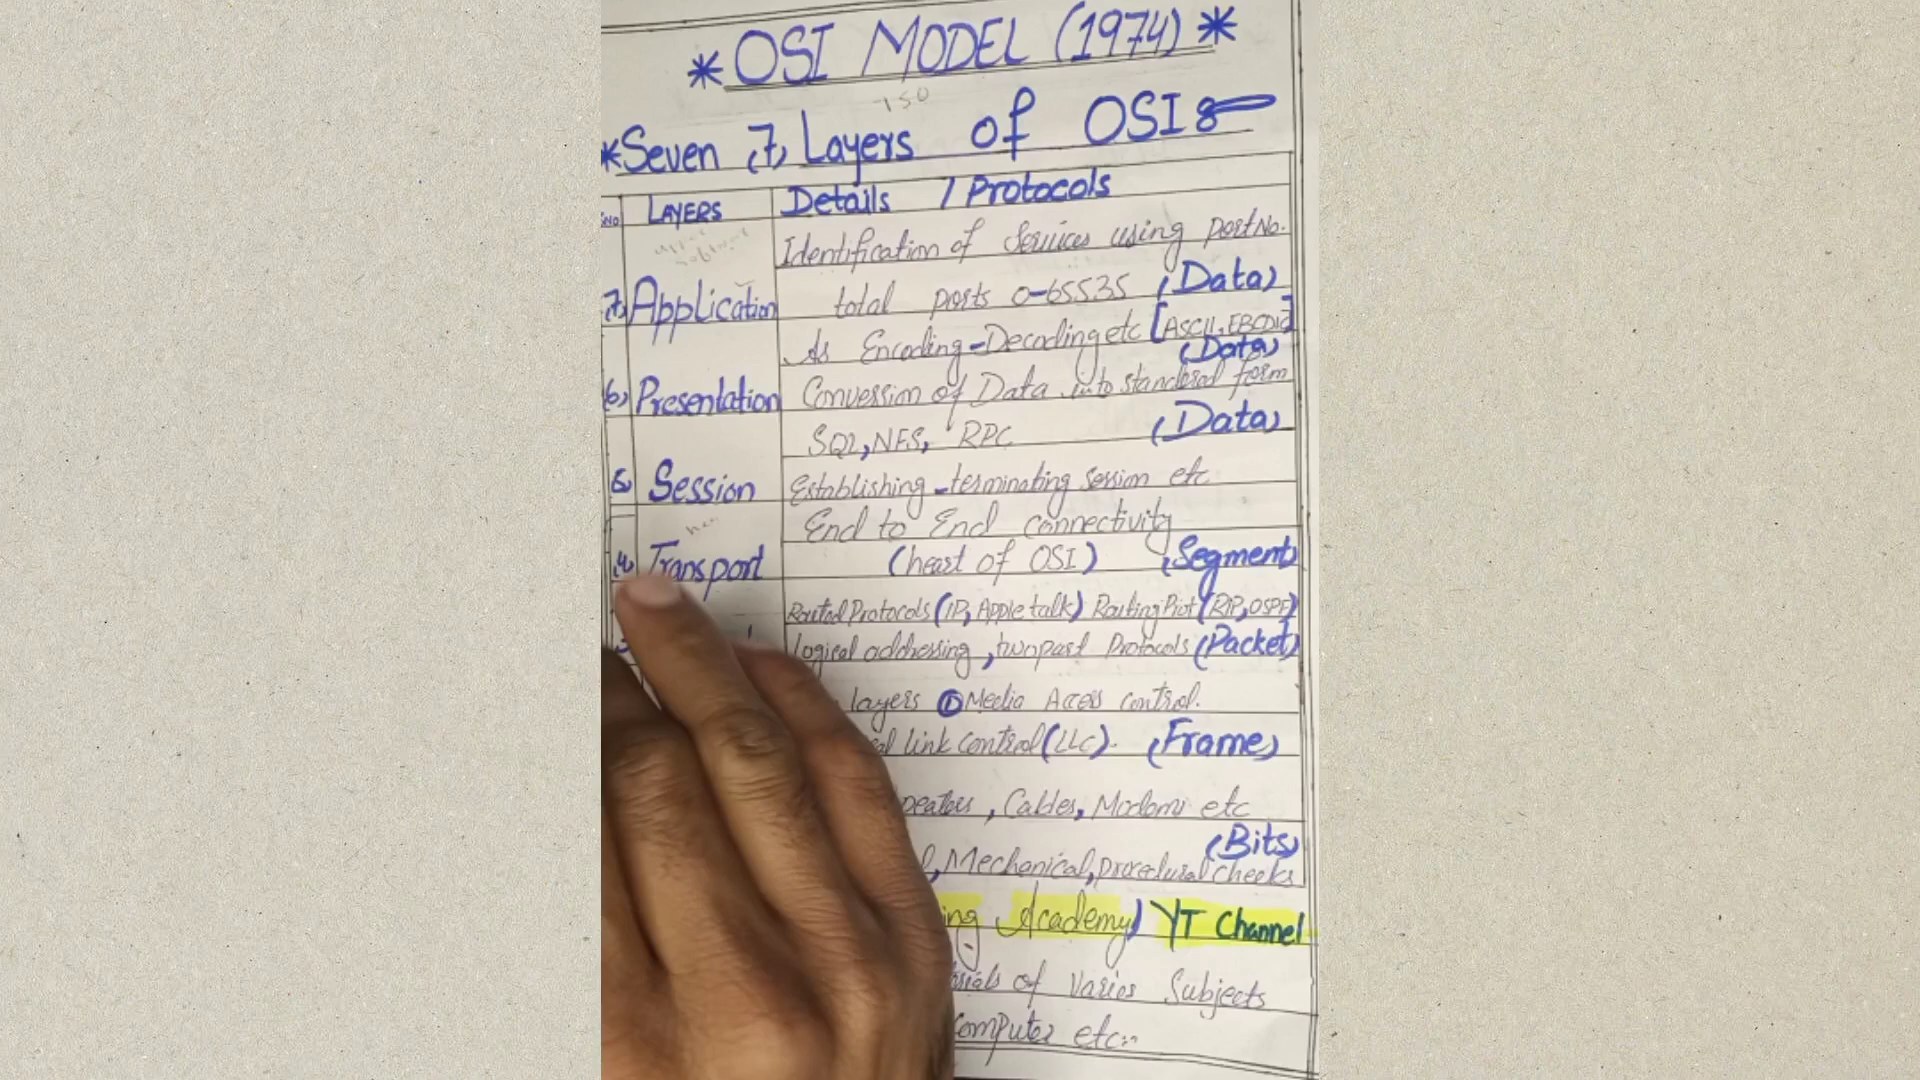 * OSI MODEL (1974) *
ISO
* Seven (7) Layers of OSI :-
SNO LAYERS Details / Protocols
Identification of Services using Port No.
7) Application total ports 0-65535 (Data)
As Encoding-Decoding etc [ASCII, EBCDIC]
(Data)
6) Presentation Conversion of Data into standard form
SQL, NFS, RPC (Data)
5) Session Establishing-terminating session etc
End to End connectivity
4) Transport (heart of OSI) (Segment)
Routed Protocols (IP, Apple talk) Routing Prot (RIP, OSPF)
logical addressing, Protocols (Packet)
layers ① Media Access control.
link control (LLC). (Frame)
, Cables, Modems etc
(Bits)
, Mechanical, procedural checks
Academy) YT Channel
of Varios Subjects
Computer etc..